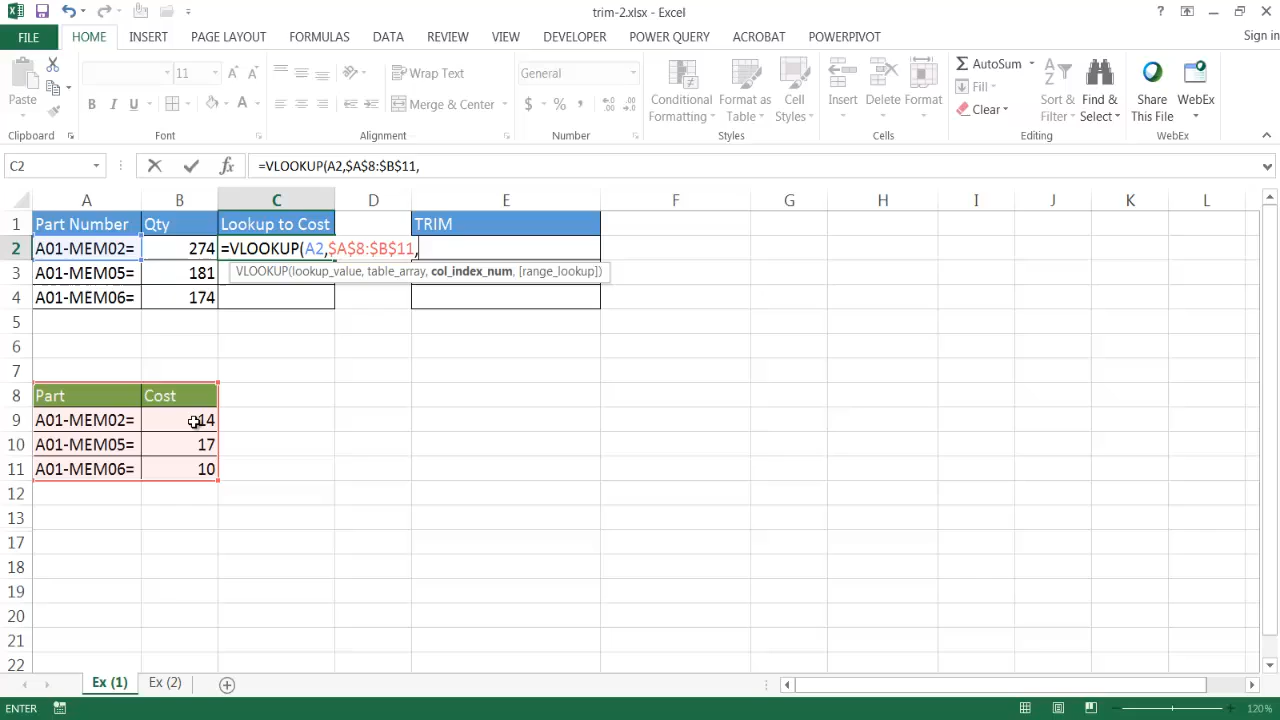 trim-2.xlsx - Excel
?
Sign in
FILE HOME INSERT PAGE LAYOUT FORMULAS DATA REVIEW VIEW DEVELOPER POWER QUERY ACROBAT POWERPIVOT
11 A A Wrap Text General AutoSum
Paste B I U A Merge & Center $ % , Conditional Formatting Format as Table Cell Styles Insert Delete Format Fill Clear Sort & Filter Find & Select Share This File WebEx
Clipboard Font Alignment Number Styles Cells Editing WebEx
C2 fx =VLOOKUP(A2,$A$8:$B$11,
A B C D E F G H I J K L
1 Part Number Qty Lookup to Cost TRIM
2 A01-MEM02= 274 =VLOOKUP(A2,$A$8:$B$11,
VLOOKUP(lookup_value, table_array, col_index_num, [range_lookup])
3 A01-MEM05= 181
4 A01-MEM06= 174
5
6
7
8 Part Cost
9 A01-MEM02= 14
10 A01-MEM05= 17
11 A01-MEM06= 10
12
13
14
15
16
17
18
19
20
21
22
Ex (1) Ex (2)
ENTER 120%